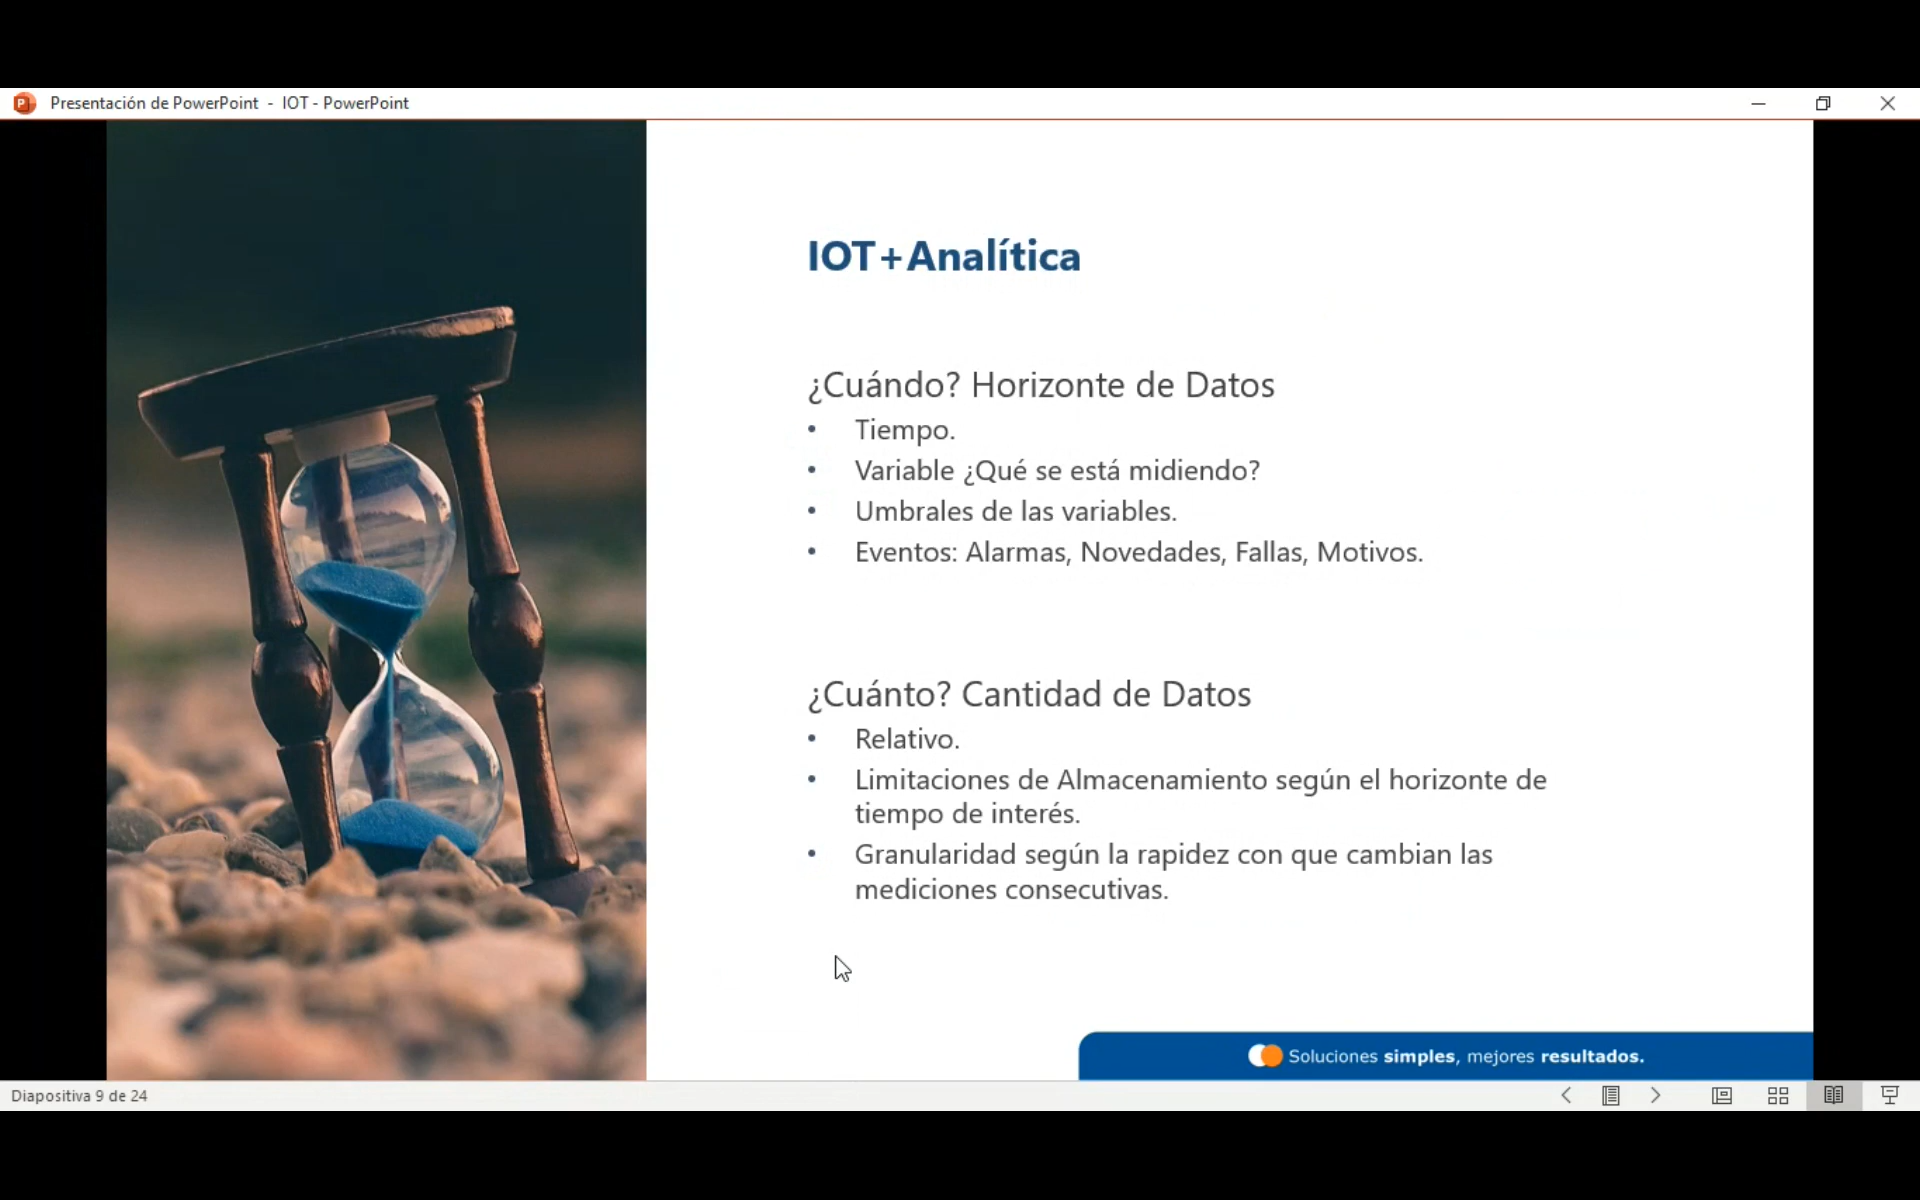 Presentación de PowerPoint - IOT - PowerPoint
IOT+Analítica
¿Cuándo? Horizonte de Datos
• Tiempo.
• Variable ¿Qué se está midiendo?
• Umbrales de las variables.
• Eventos: Alarmas, Novedades, Fallas, Motivos.
¿Cuánto? Cantidad de Datos
• Relativo.
• Limitaciones de Almacenamiento según el horizonte de
tiempo de interés.
• Granularidad según la rapidez con que cambian las
mediciones consecutivas.
Soluciones simples, mejores resultados.
Diapositiva 9 de 24